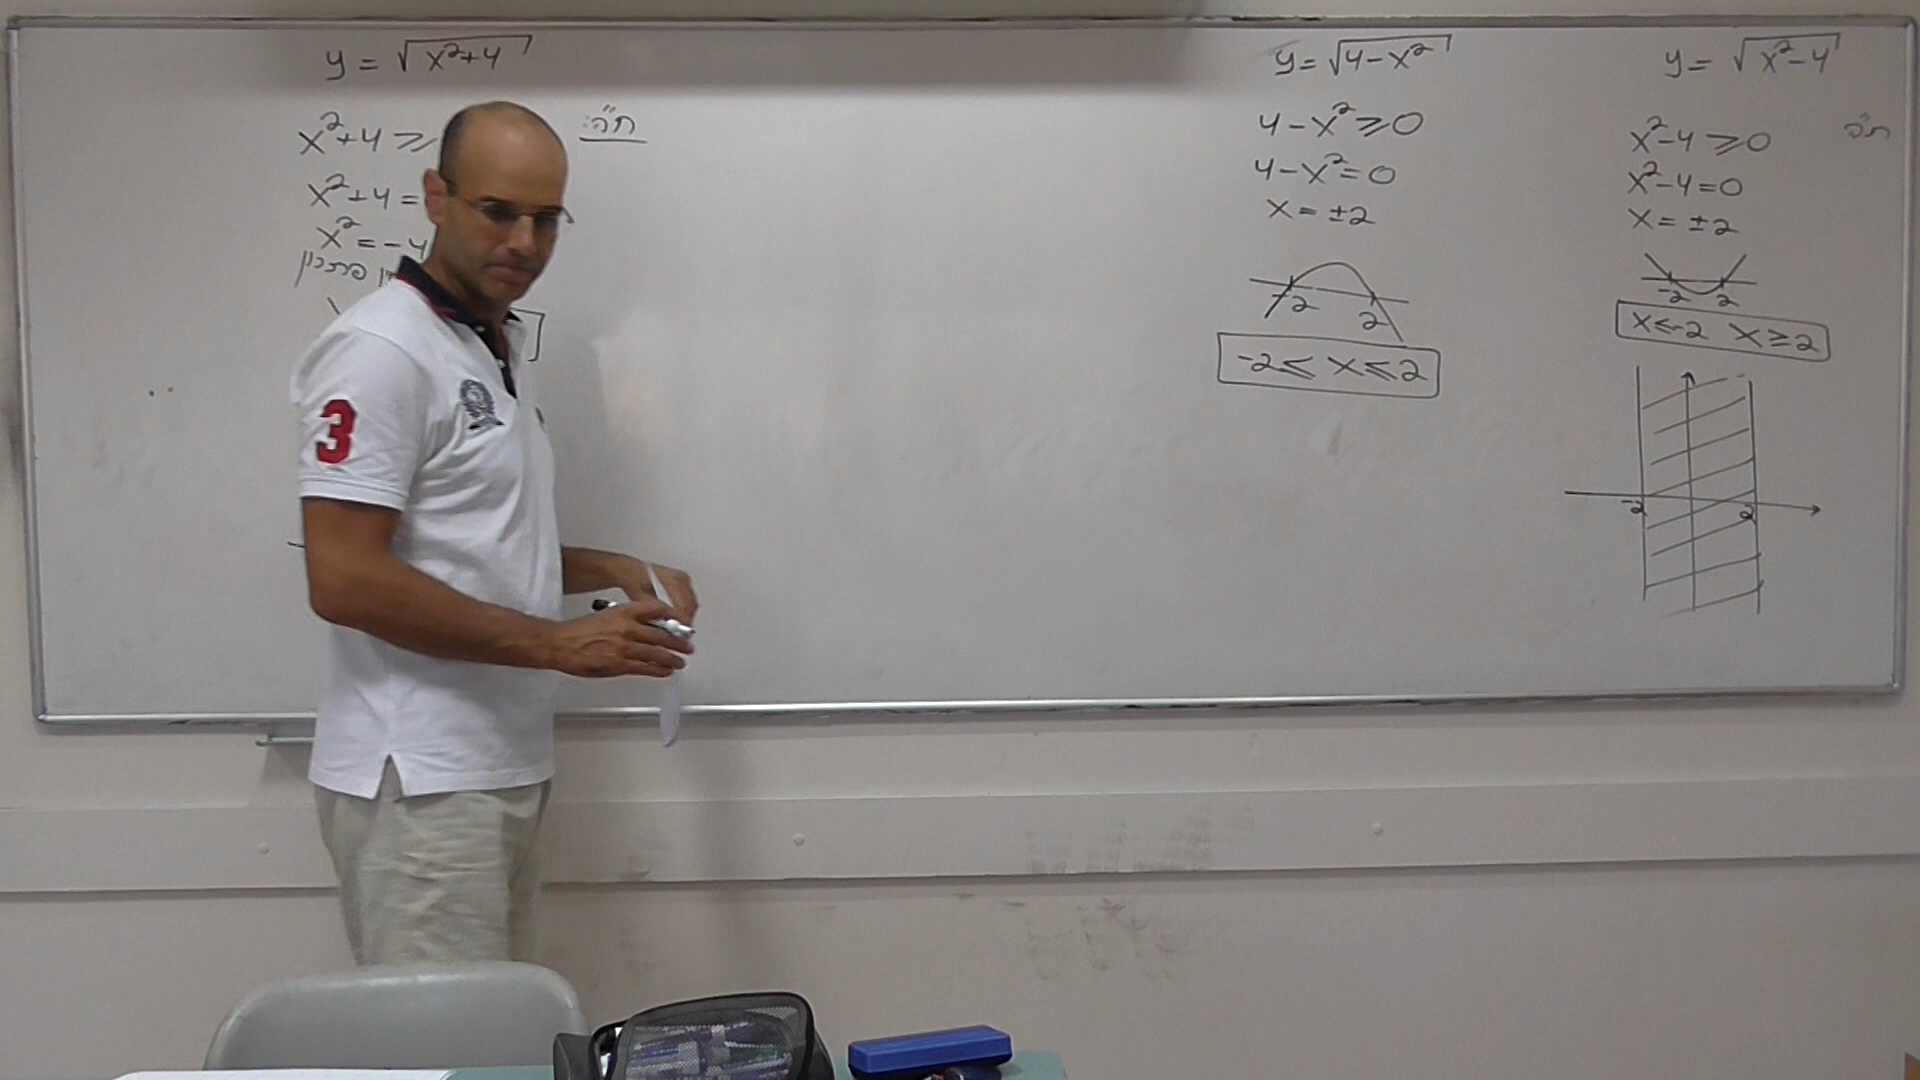 y = √x²+4
ת"ה:
x²+4 ≥
x²+4 =
x² = -4
פתרון
y = √4-x²
4-x² ≥ 0
4-x² = 0
x = ±2
-2 2
-2 ≤ x ≤ 2
y = √x²-4
ת"ה
x²-4 ≥ 0
x²-4 = 0
x = ±2
-2 2
x ≤ -2 x ≥ 2
-2 2
3